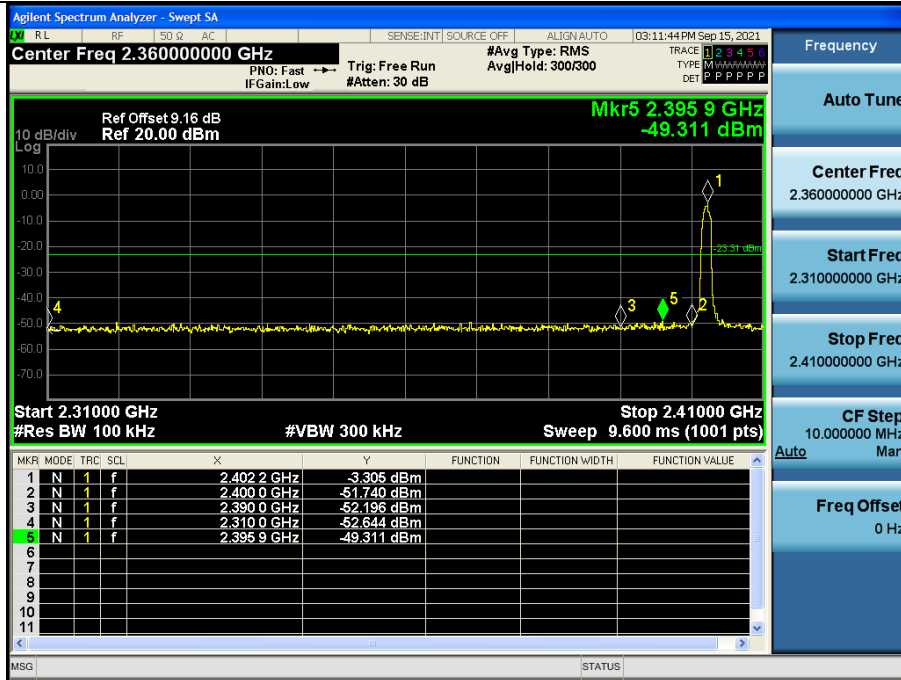 Agilent Spectrum Analyzer - Swept SA
LXI RL RF 50 Ω AC SENSE:INT SOURCE OFF ALIGN AUTO 03:11:44 PM Sep 15, 2021
Center Freq 2.360000000 GHz
PNO: Fast
IFGain:Low
Trig: Free Run
#Atten: 30 dB
#Avg Type: RMS
Avg|Hold: 300/300
TRACE 1 2 3 4 5 6
TYPE M W W W W W
DET P P P P P P
Frequency
Auto Tune
Center Freq
2.360000000 GHz
Start Freq
2.310000000 GHz
Stop Freq
2.410000000 GHz
CF Step
10.000000 MHz
Auto Man
Freq Offset
0 Hz
Mkr5 2.395 9 GHz
-49.311 dBm
10 dB/div
Log
Ref Offset 9.16 dB
Ref 20.00 dBm
10.0
0.00
-10.0
-20.0
-30.0
-40.0
-50.0
-60.0
-70.0
1
-23.31 dBm
4
3
5
2
Start 2.31000 GHz
Stop 2.41000 GHz
#Res BW 100 kHz
#VBW 300 kHz
Sweep 9.600 ms (1001 pts)
MKR MODE TRC SCL X Y FUNCTION FUNCTION WIDTH FUNCTION VALUE
1 N 1 f 2.402 2 GHz -3.305 dBm
2 N 1 f 2.400 0 GHz -51.740 dBm
3 N 1 f 2.390 0 GHz -52.196 dBm
4 N 1 f 2.310 0 GHz -52.644 dBm
5 N 1 f 2.395 9 GHz -49.311 dBm
6
7
8
9
10
11
MSG STATUS